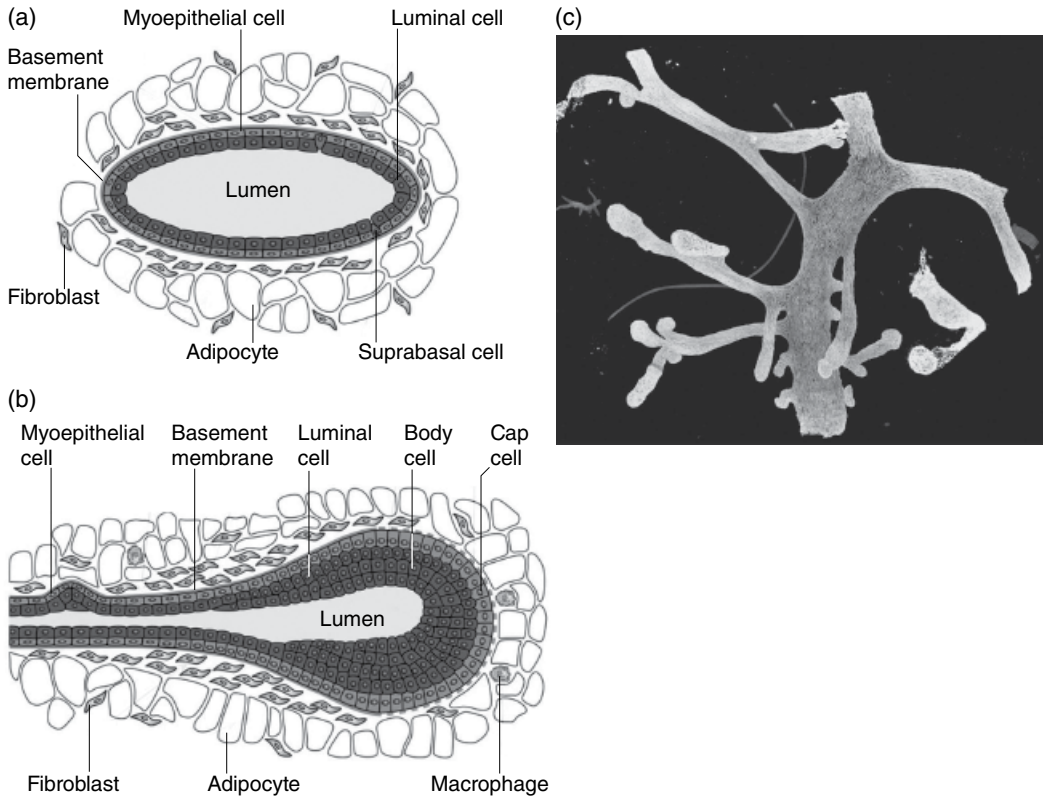 (a)
Myoepithelial cell
Luminal cell
Basement
membrane
Lumen
Fibroblast
Adipocyte
Suprabasal cell
(b)
Myoepithelial
cell
Basement
membrane
Luminal
cell
Body
cell
Cap
cell
Lumen
Fibroblast
Adipocyte
Macrophage
(c)